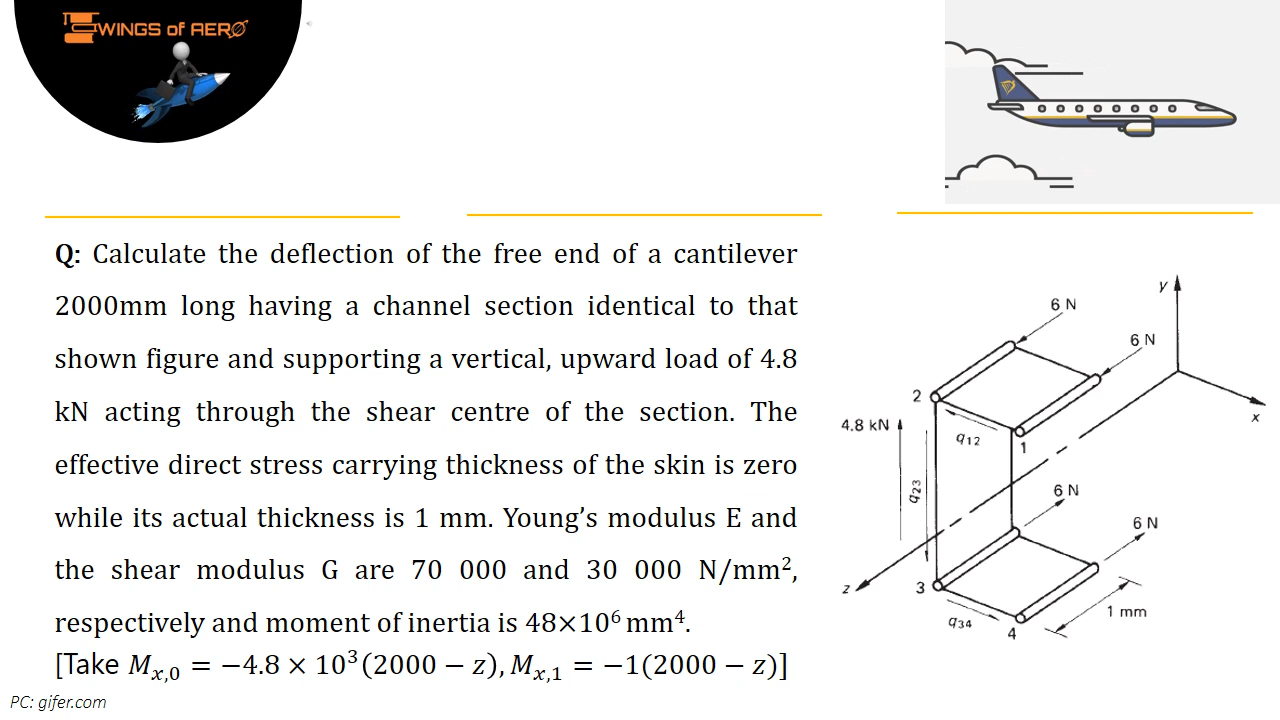 WINGS of AERO
Q: Calculate the deflection of the free end of a cantilever
2000mm long having a channel section identical to that
shown figure and supporting a vertical, upward load of 4.8
kN acting through the shear centre of the section. The
effective direct stress carrying thickness of the skin is zero
while its actual thickness is 1 mm. Young’s modulus E and
the shear modulus G are 70 000 and 30 000 N/mm², 
respectively and moment of inertia is 48×10⁶ mm⁴.
[Take Mₓ,₀ = −4.8 × 10³(2000 − z), Mₓ,₁ = −1(2000 − z)]
PC: gifer.com
y
6 N
6 N
2
4.8 kN
q₁₂
1
x
q₂₃
6 N
6 N
z
3
q₃₄
4
1 mm